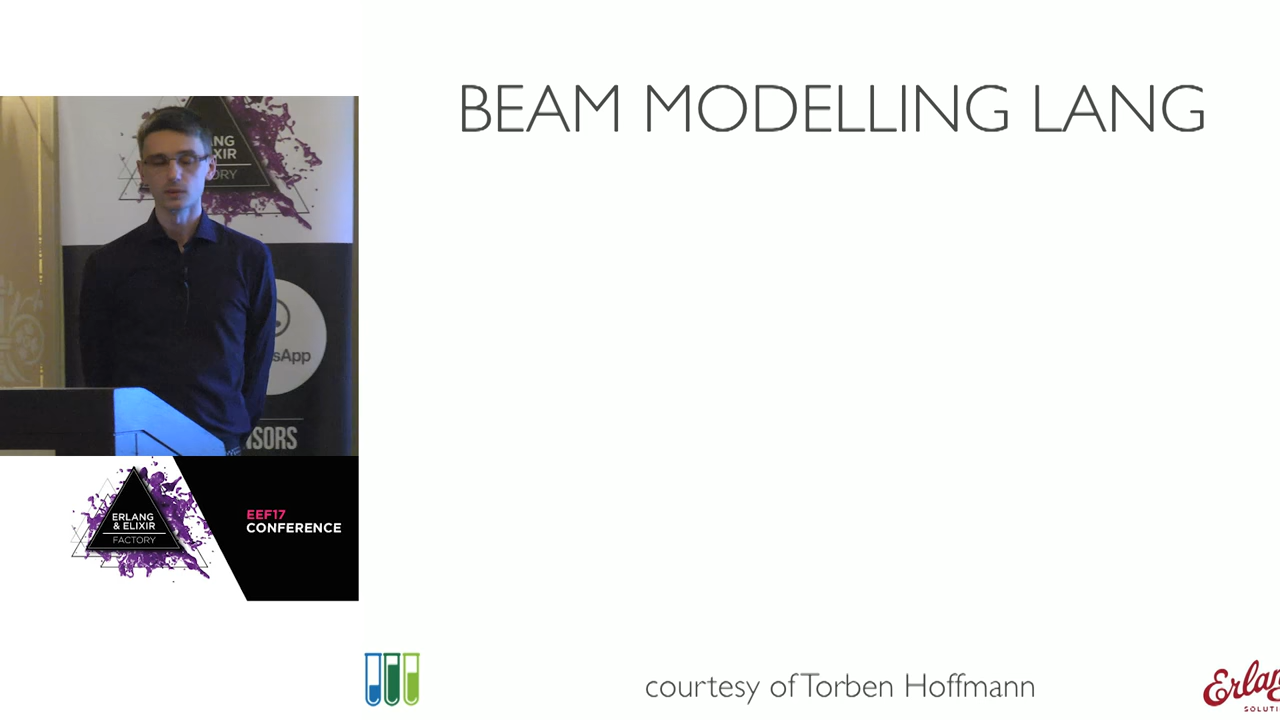 BEAM MODELLING LANG
ERLANG
& ELIXIR
FACTORY
EEF17
CONFERENCE
courtesy of Torben Hoffmann